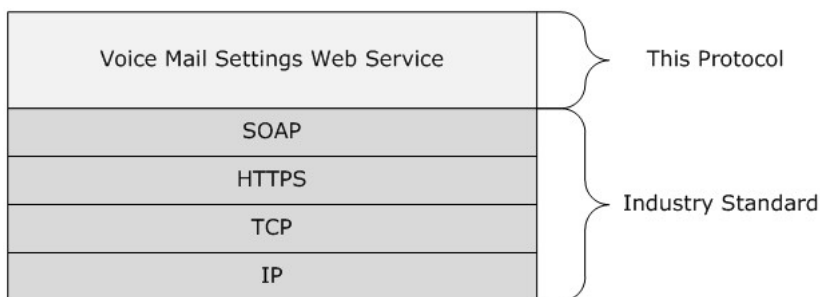 Voice Mail Settings Web Service
This Protocol
SOAP
HTTPS
TCP
IP
Industry Standard